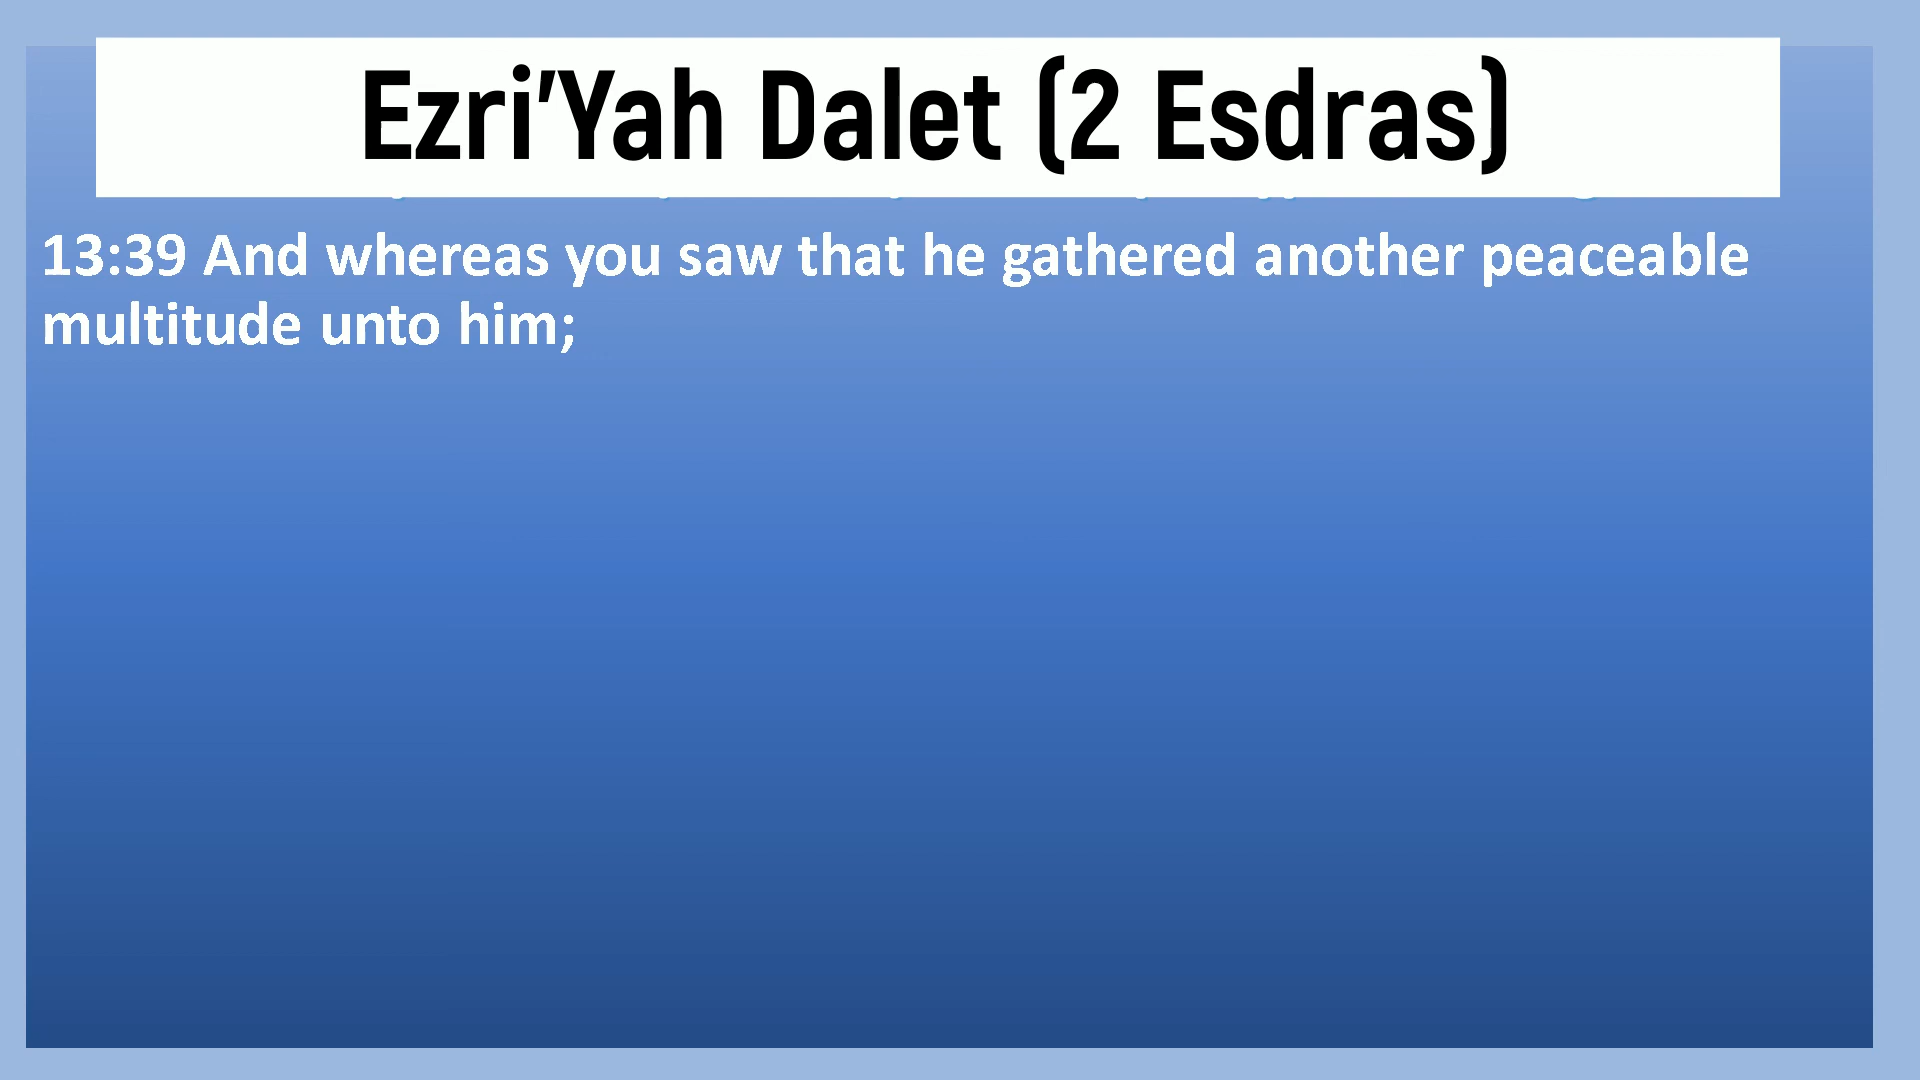 Ezri'Yah Dalet (2 Esdras)
13:39 And whereas you saw that he gathered another peaceable
multitude unto him;